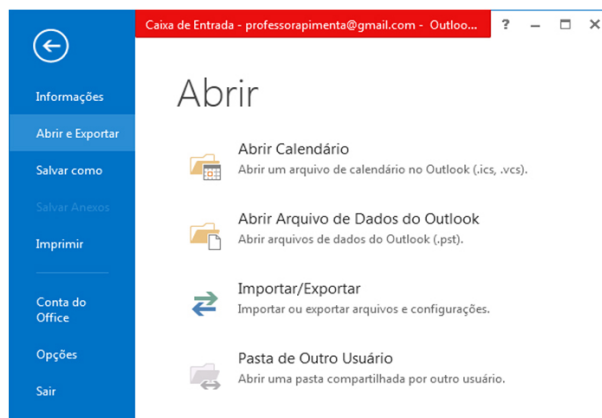 Caixa de Entrada - professorapimenta@gmail.com - Outloo...
?
Informações
Abrir e Exportar
Salvar como
Salvar Anexos
Imprimir
Conta do
Office
Opções
Sair
Abrir
Abrir Calendário
Abrir um arquivo de calendário no Outlook (.ics, .vcs).
Abrir Arquivo de Dados do Outlook
Abrir arquivos de dados do Outlook (.pst).
Importar/Exportar
Importar ou exportar arquivos e configurações.
Pasta de Outro Usuário
Abrir uma pasta compartilhada por outro usuário.